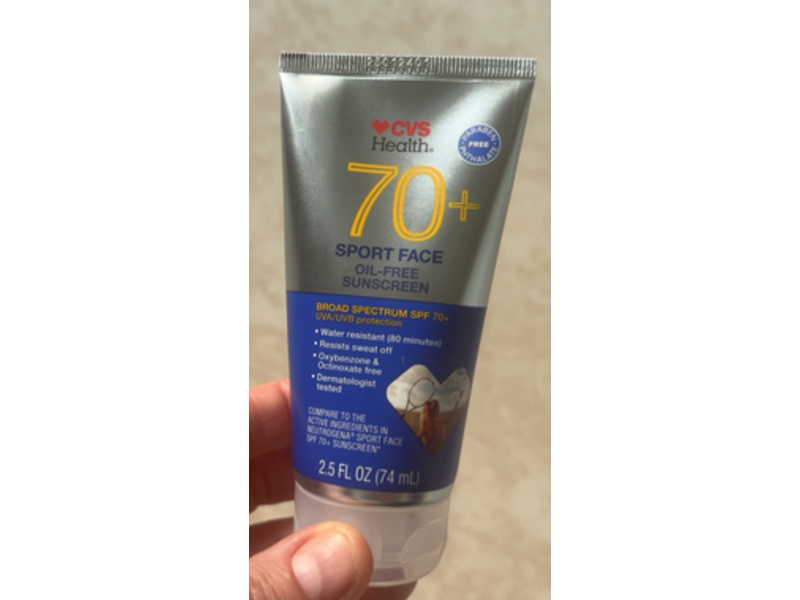 CVS
Health®
PARABEN
FREE
PHTHALATE
70+
SPORT FACE
OIL-FREE
SUNSCREEN
BROAD SPECTRUM SPF 70+
UVA/UVB protection
• Water resistant (80 minutes)
• Resists sweat off
• Oxybenzone &
Octinoxate free
• Dermatologist
tested
COMPARE TO THE
ACTIVE INGREDIENTS IN
NEUTROGENA® SPORT FACE
SPF 70+ SUNSCREEN*
2.5 FL OZ (74 mL)